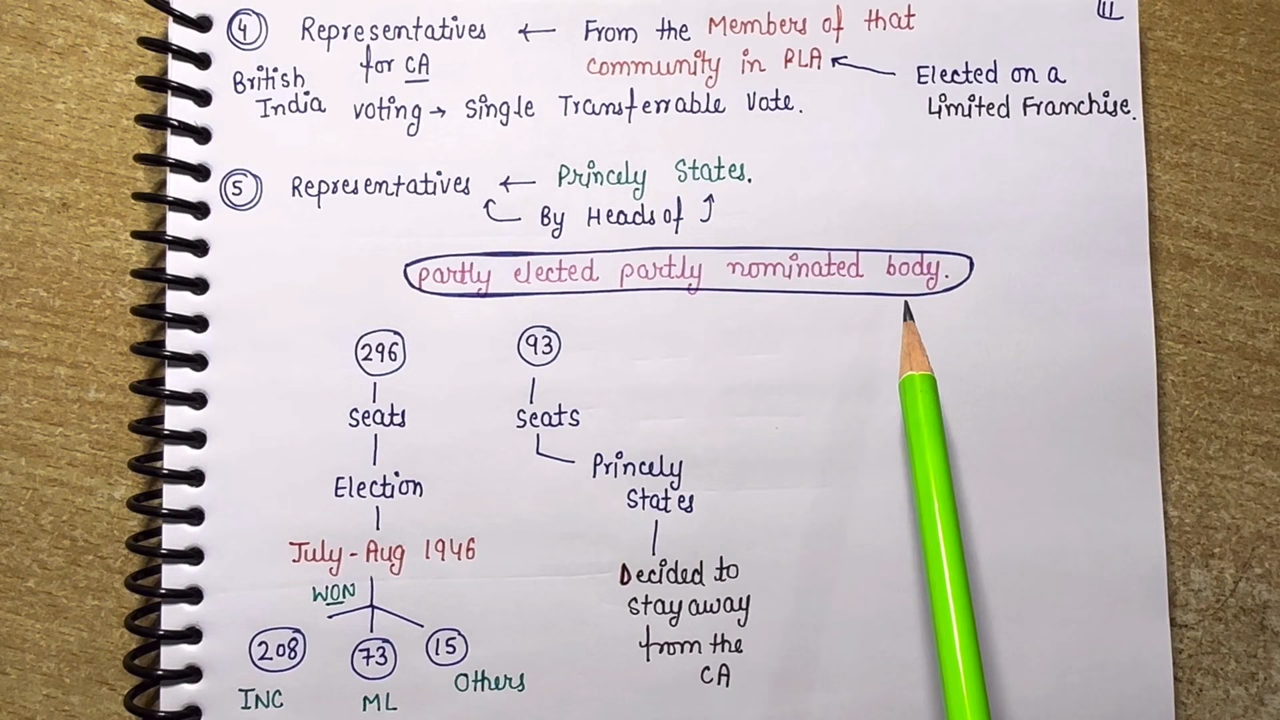 11
④ Representatives ← From the Members of that
for CA community in PLA ← Elected on a
British
India voting → Single Transferrable Vote. Limited Franchise.
⑤ Representatives ← Princely States.
By Heads of
partly elected partly nominated body.
296 93
Seats Seats
Election Princely
States
July-Aug 1946 Decided to
WON stay away
208 73 15 from the
INC ML Others CA